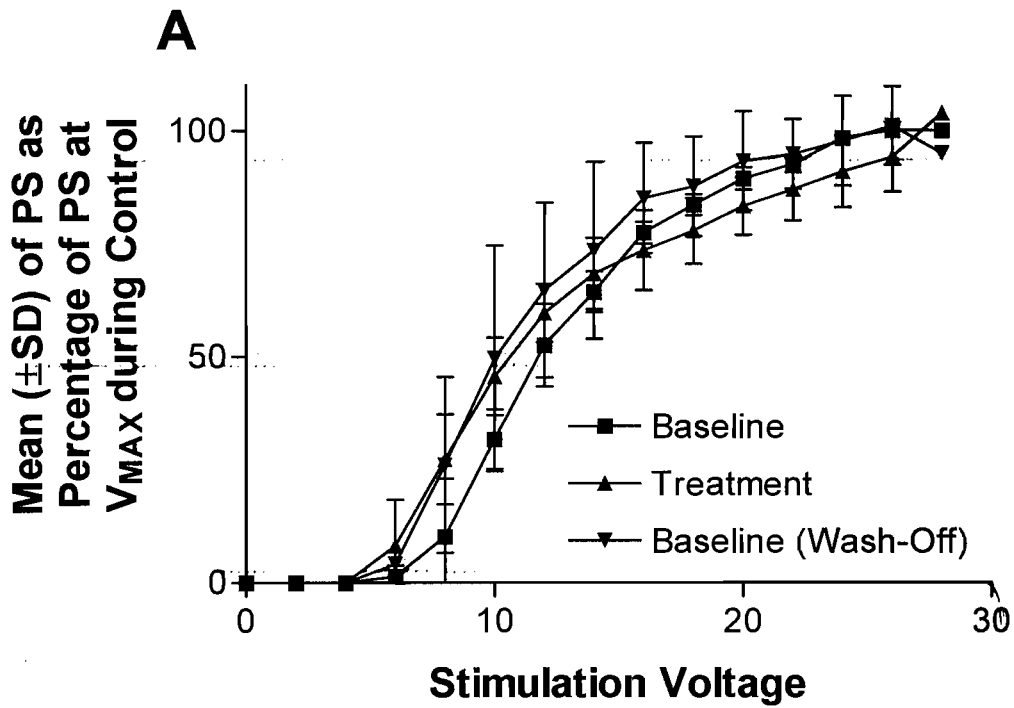 A
Mean (±SD) of PS as
Percentage of PS at
VMAX during Control
100
50
0
Baseline
Treatment
Baseline (Wash-Off)
0
10
20
30
Stimulation Voltage